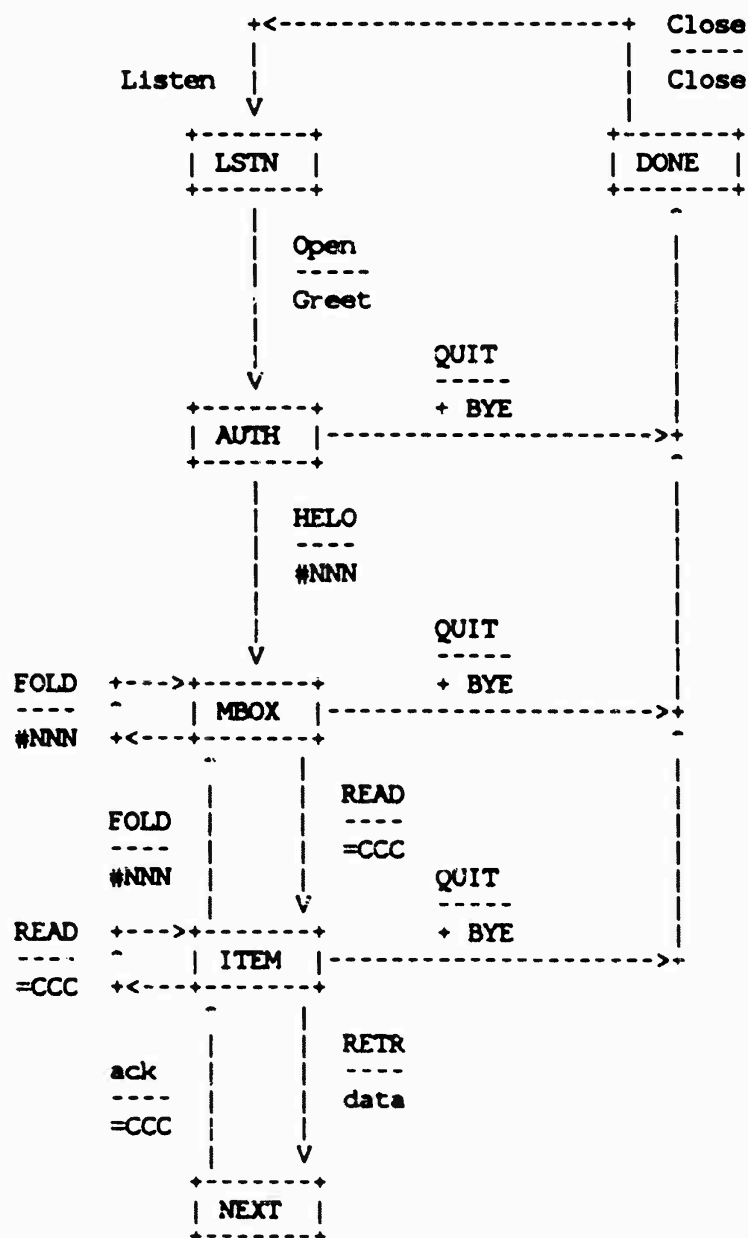 +<-----------------+ Close
-----
Listen | | Close
V |
+-------+ +-------+
| LSTN | | DONE |
+-------+ +-------+
| ^
| Open |
| ----- |
| Greet |
| QUIT |
V ----- |
+-------+ + BYE |
| AUTH |--------------------->+
+-------+ ^
| |
| HELO |
| ---- |
| #NNN |
| QUIT |
V ----- |
FOLD +---->+-------+ + BYE |
---- ^ | MBOX |--------------------->+
#NNN +<----+-------+ ^
^ | |
| | READ |
FOLD | | ---- |
---- | | =CCC |
#NNN | | QUIT |
| V ----- |
READ +---->+-------+ + BYE |
---- ^ | ITEM |--------------------->+
=CCC +<----+-------+
^ |
| | RETR
ack | | ----
---- | | data
=CCC | |
| V
+-------+
| NEXT |
+-------+